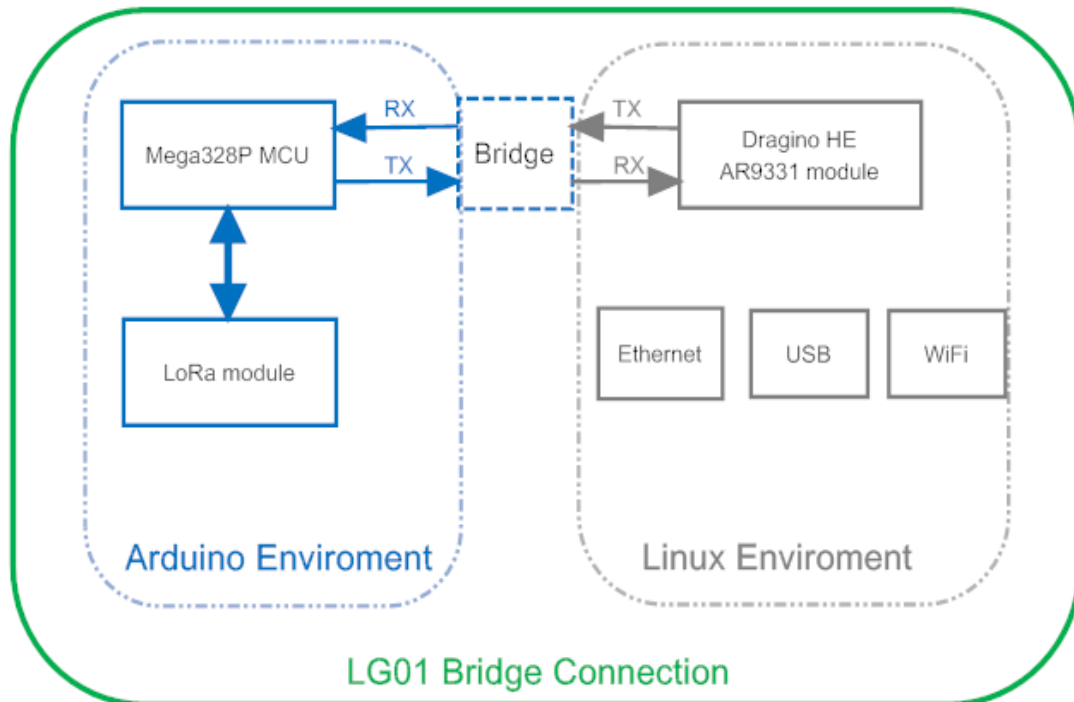 RX
TX
Mega328P MCU
Bridge
Dragino HE
AR9331 module
TX
RX
LoRa module
Ethernet
USB
WiFi
Arduino Enviroment
Linux Enviroment
LG01 Bridge Connection